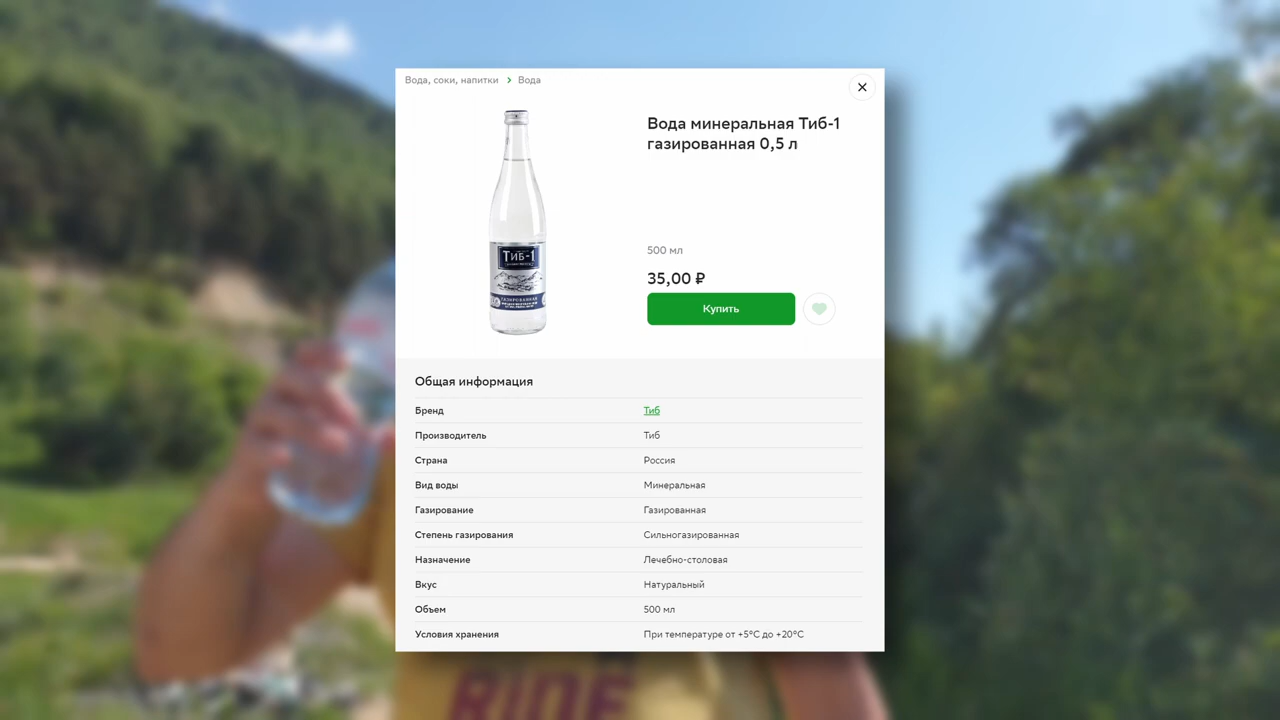 Вода, соки, напитки > Вода
Вода минеральная Тиб-1
газированная 0,5 л
ТИБ-1
ГАЗИРОВАННАЯ
500 мл
35,00 ₽
Купить
Общая информация
Бренд Тиб
Производитель Тиб
Страна Россия
Вид воды Минеральная
Газирование Газированная
Степень газирования Сильногазированная
Назначение Лечебно-столовая
Вкус Натуральный
Объем 500 мл
Условия хранения При температуре от +5°C до +20°C
RIDE